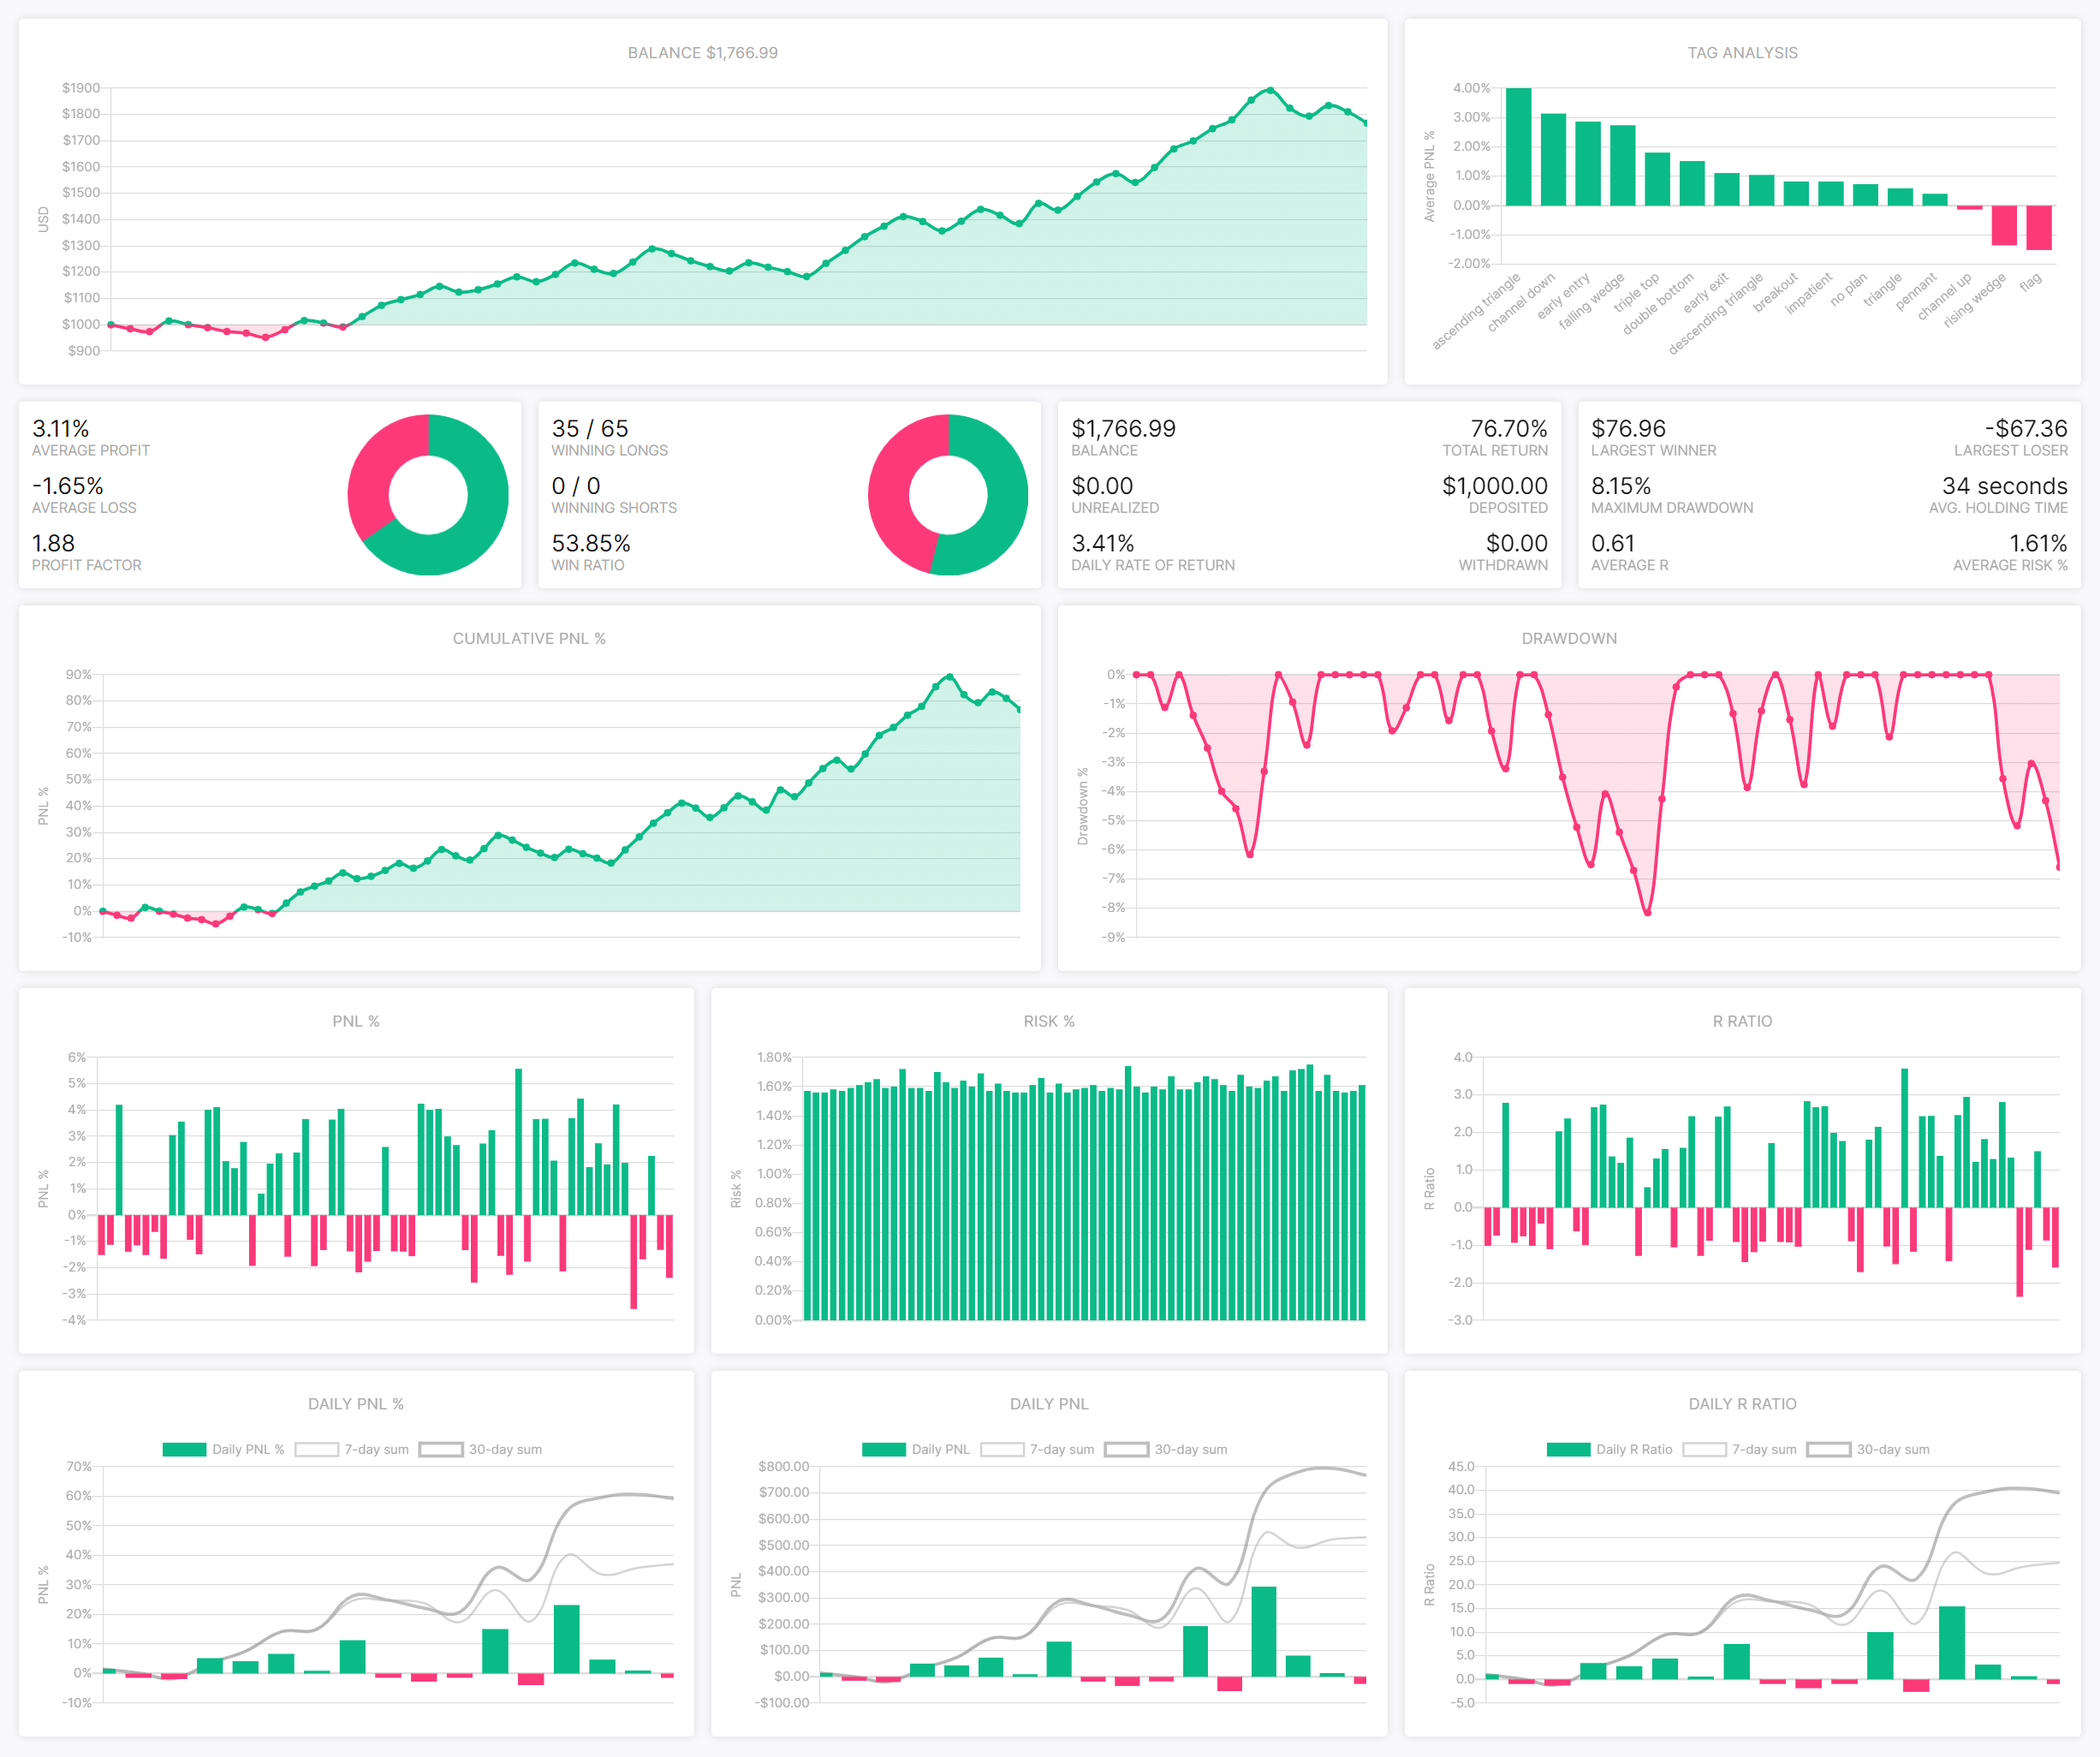 BALANCE $1,766.99
USD
$1900
$1800
$1700
$1600
$1500
$1400
$1300
$1200
$1100
$1000
$900
TAG ANALYSIS
Average PNL %
4.00%
3.00%
2.00%
1.00%
0.00%
-1.00%
-2.00%
ascending triangle
channel down
early entry
falling wedge
triple top
double bottom
early exit
descending triangle
breakout
impatient
no plan
triangle
pennant
channel up
rising wedge
flag
3.11%
AVERAGE PROFIT
-1.65%
AVERAGE LOSS
1.88
PROFIT FACTOR
35 / 65
WINNING LONGS
0 / 0
WINNING SHORTS
53.85%
WIN RATIO
$1,766.99 76.70%
BALANCE TOTAL RETURN
$0.00 $1,000.00
UNREALIZED DEPOSITED
3.41% $0.00
DAILY RATE OF RETURN WITHDRAWN
$76.96 -$67.36
LARGEST WINNER LARGEST LOSER
8.15% 34 seconds
MAXIMUM DRAWDOWN AVG. HOLDING TIME
0.61 1.61%
AVERAGE R AVERAGE RISK %
CUMULATIVE PNL %
PNL %
90%
80%
70%
60%
50%
40%
30%
20%
10%
0%
-10%
DRAWDOWN
Drawdown %
0%
-1%
-2%
-3%
-4%
-5%
-6%
-7%
-8%
-9%
PNL %
PNL %
6%
5%
4%
3%
2%
1%
0%
-1%
-2%
-3%
-4%
RISK %
Risk %
1.80%
1.60%
1.40%
1.20%
1.00%
0.80%
0.60%
0.40%
0.20%
0.00%
R RATIO
R Ratio
4.0
3.0
2.0
1.0
0.0
-1.0
-2.0
-3.0
DAILY PNL %
Daily PNL % 7-day sum 30-day sum
PNL %
70%
60%
50%
40%
30%
20%
10%
0%
-10%
DAILY PNL
Daily PNL 7-day sum 30-day sum
PNL
$800.00
$700.00
$600.00
$500.00
$400.00
$300.00
$200.00
$100.00
$0.00
-$100.00
DAILY R RATIO
Daily R Ratio 7-day sum 30-day sum
R Ratio
45.0
40.0
35.0
30.0
25.0
20.0
15.0
10.0
5.0
0.0
-5.0